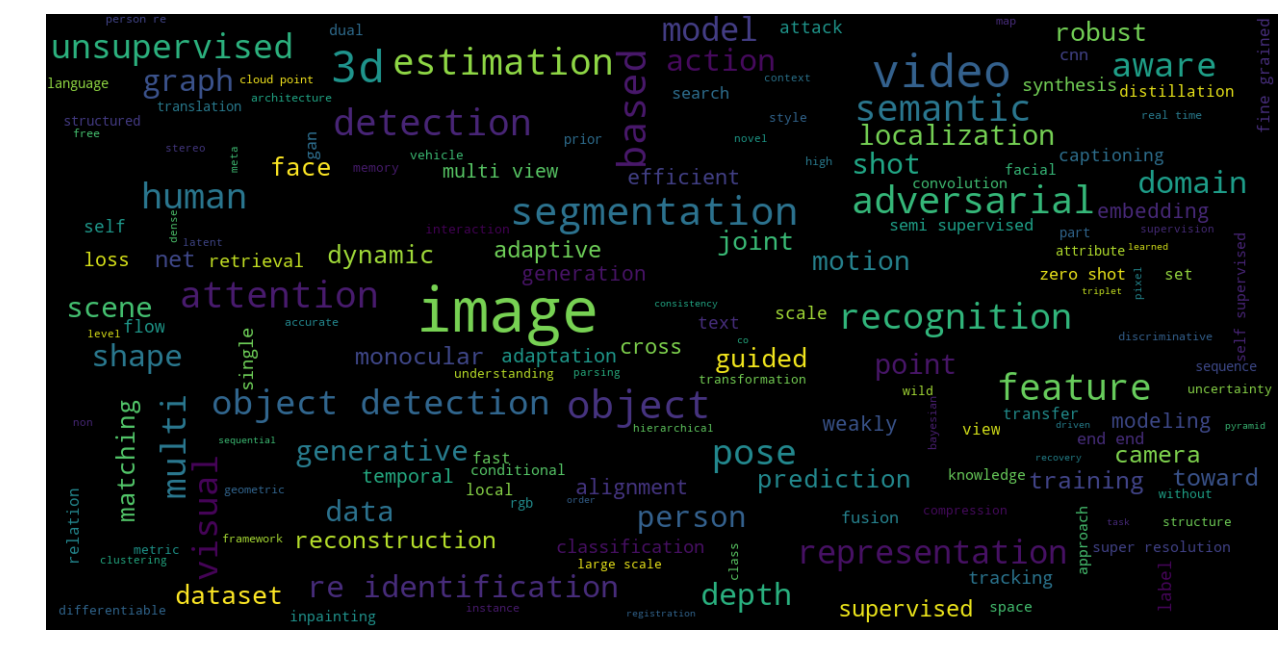 person re
dual
model
attack
map
robust
unsupervised
3d
estimation
based
action
video
cnn
aware
fine grained
language
graph
cloud point
context
search
synthesis
distillation
translation
architecture
semantic
structured
free
detection
style
real time
gan
prior
novel
localization
stereo
meta
face
memory
vehicle
multi view
efficient
high
shot
facial
captioning
convolution
domain
human
segmentation
adversarial
embedding
self
dense
latent
interaction
joint
semi supervised
part
supervision
loss
net
retrieval
dynamic
adaptive
generation
motion
attribute
learned
zero shot
set
self supervised
triplet
pixel
scene
attention
image
consistency
text
scale
recognition
level
flow
accurate
co
discriminative
shape
single
monocular
adaptation
cross
guided
point
understanding
parsing
transformation
sequence
wild
feature
uncertainty
matching
multi
object detection
object
hierarchical
non
weakly
bayesian
view
transfer
driven
modeling
pyramid
sequential
generative
fast
end end
camera
visual
temporal
conditional
pose
recovery
prediction
knowledge
training
toward
geometric
local
alignment
rgb
order
without
relation
data
person
fusion
compression
task
structure
metric
clustering
framework
reconstruction
classification
large scale
class
representation
approach
super resolution
tracking
label
dataset
re identification
depth
differentiable
inpainting
instance
registration
supervised
space